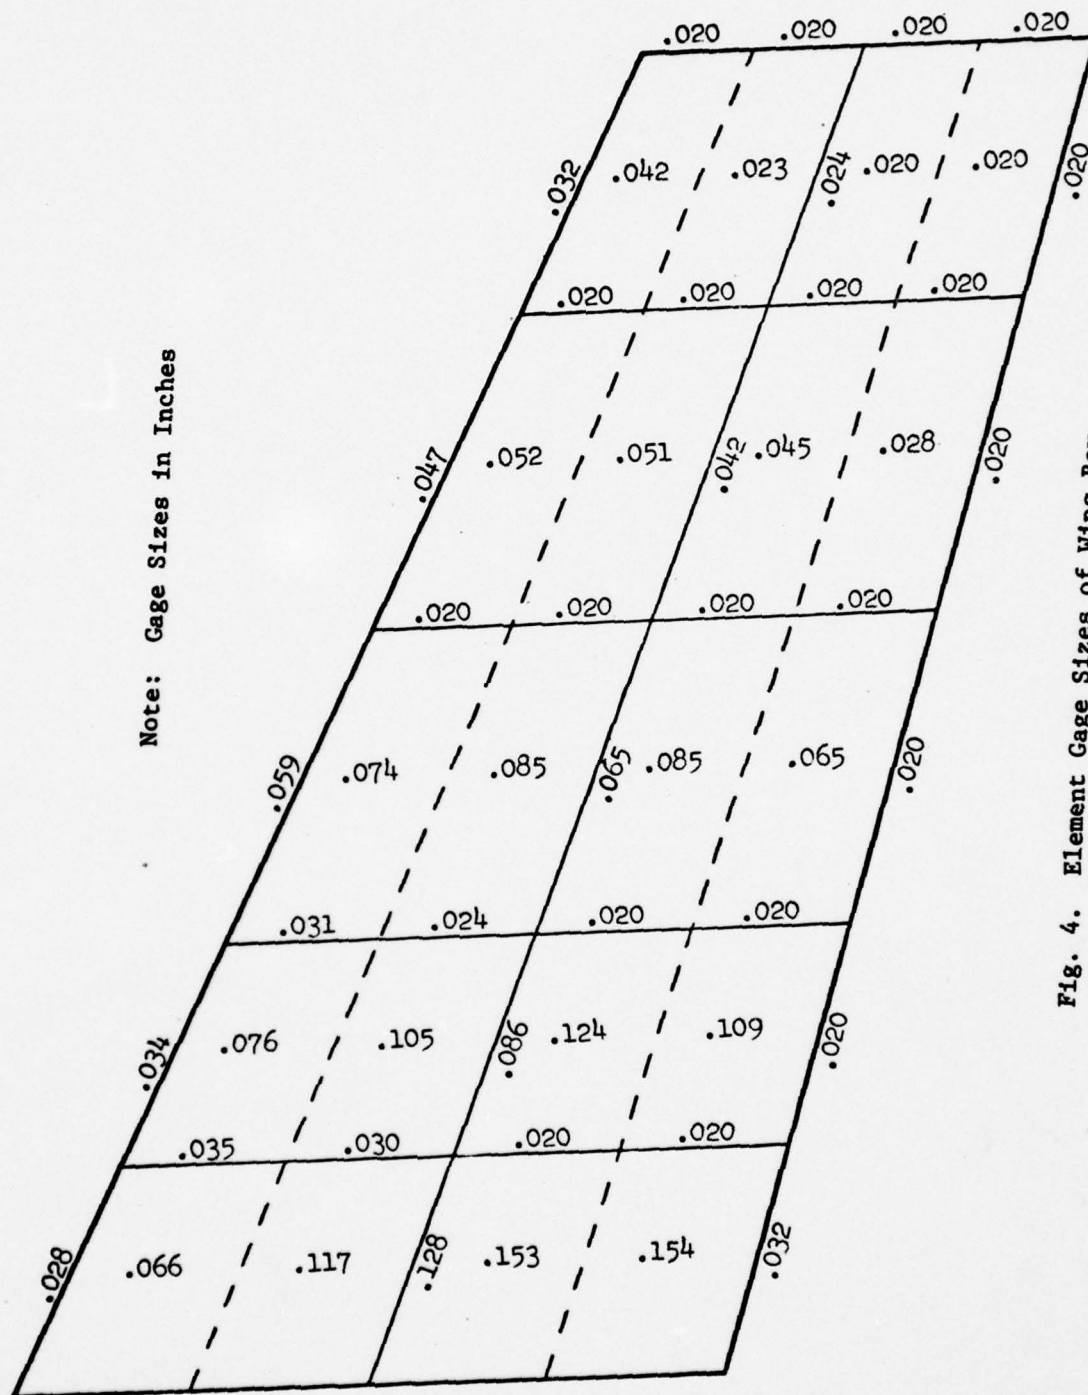 .020 .020 .020 .020
.032 .042 .023 .024 .020 .020 .020
.020 .020 .020 .020
.047 .052 .051 .042 .045 .028 .020
.020 .020 .020 .020
.059 .074 .085 .065 .085 .065 .020
.031 .024 .020 .020
.034 .076 .105 .086 .124 .109 .020
.035 .030 .020 .020
.028 .066 .117 .128 .153 .154 .032
Note: Gage Sizes in Inches
Fig. 4. Element Gage Sizes of Wing